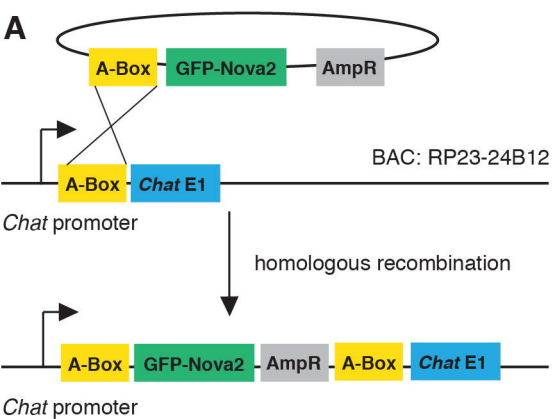 A
A-Box GFP-Nova2 AmpR
BAC: RP23-24B12
A-Box Chat E1
Chat promoter
homologous recombination
A-Box GFP-Nova2 AmpR A-Box Chat E1
Chat promoter